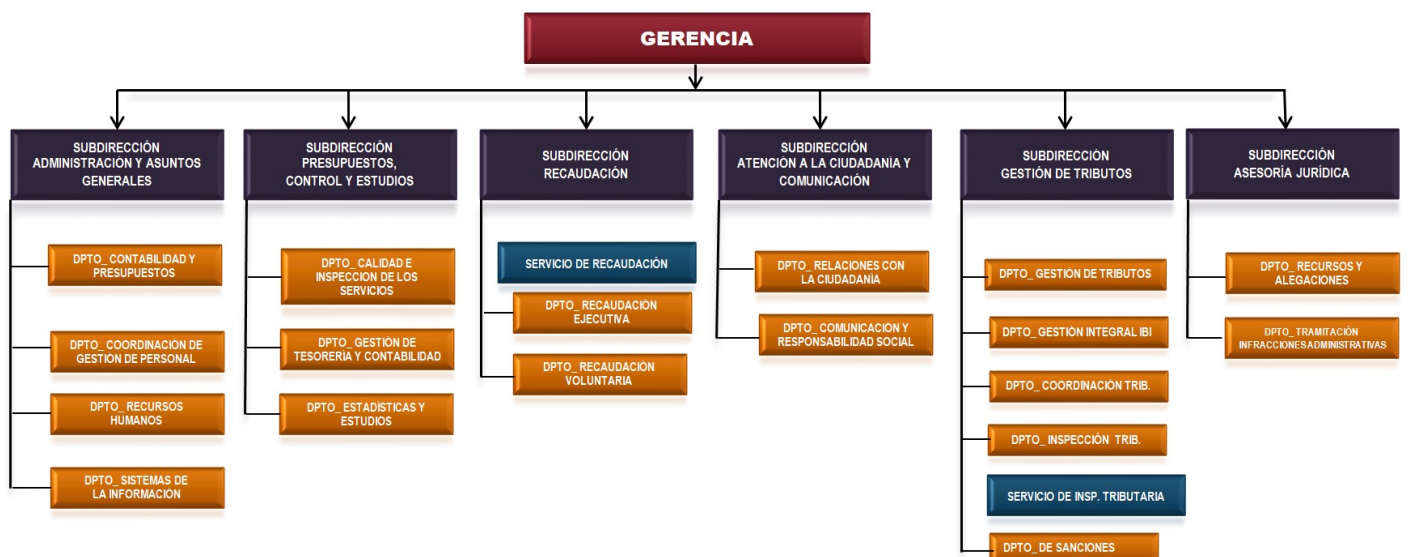 GERENCIA
SUBDIRECCIÓN
ADMINISTRACIÓN Y ASUNTOS
GENERALES
DPTO_ CONTABILIDAD Y
PRESUPUESTOS
DPTO_ COORDINACIÓN DE
GESTIÓN DE PERSONAL
DPTO_ RECURSOS
HUMANOS
DPTO_ SISTEMAS DE
LA INFORMACIÓN
SUBDIRECCIÓN
PRESUPUESTOS,
CONTROL Y ESTUDIOS
DPTO_ CALIDAD E
INSPECCION DE LOS
SERVICIOS
DPTO_ GESTIÓN DE
TESORERÍA Y CONTABILIDAD
DPTO_ ESTADÍSTICAS Y
ESTUDIOS
SUBDIRECCIÓN
RECAUDACIÓN
SERVICIO DE RECAUDACIÓN
DPTO_ RECAUDACIÓN
EJECUTIVA
DPTO_ RECAUDACION
VOLUNTARIA
SUBDIRECCIÓN
ATENCIÓN A LA CIUDADANÍA Y
COMUNICACIÓN
DPTO_ RELACIONES CON
LA CIUDADANÍA
DPTO_ COMUNICACIÓN Y
RESPONSABILIDAD SOCIAL
SUBDIRECCIÓN
GESTIÓN DE TRIBUTOS
DPTO_ GESTIÓN DE TRIBUTOS
DPTO_ GESTIÓN INTEGRAL IBI
DPTO_ COORDINACIÓN TRIB.
DPTO_ INSPECCIÓN TRIB.
SERVICIO DE INSP. TRIBUTARIA
DPTO_ DE SANCIONES
SUBDIRECCIÓN
ASESORÍA JURÍDICA
DPTO_ RECURSOS Y
ALEGACIONES
DPTO_ TRAMITACIÓN
INFRACCIONES ADMINISTRATIVAS